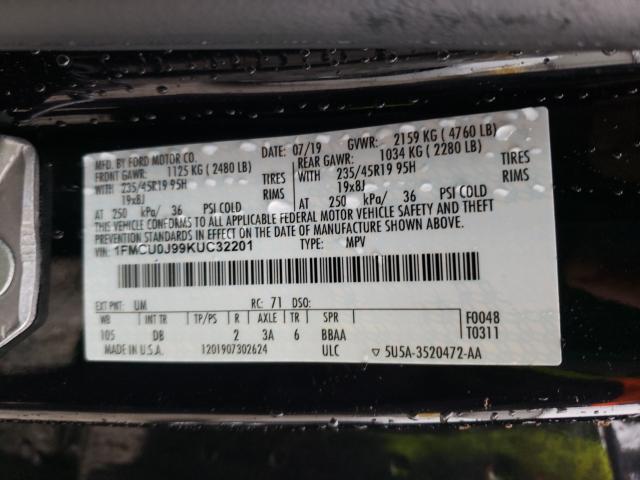 MFD. BY FORD MOTOR CO. DATE: 07/19 GVWR: 2159 KG ( 4760 LB)
FRONT GAWR: 1125 KG ( 2480 LB) REAR GAWR: 1034 KG ( 2280 LB)
WITH 235/45R19 95H TIRES WITH 235/45R19 95H TIRES
19x8J RIMS 19x8J RIMS
AT 250 kPa/ 36 PSI COLD AT 250 kPa/ 36 PSI COLD
THIS VEHICLE CONFORMS TO ALL APPLICABLE FEDERAL MOTOR VEHICLE SAFETY AND THEFT
PREVENTION STANDARDS IN EFFECT ON THE DATE OF MANUFACTURE SHOWN ABOVE.
VIN: 1FMCU0J99KUC32201 TYPE: MPV
EXT PNT: UM RC: 71 DSO:
WB INT TR TP/PS R AXLE TR SPR F0048
105 DB 2 3A 6 BBAA T0311
MADE IN U.S.A. 1201907302624 ULC ▽ 5U5A-3520472-AA